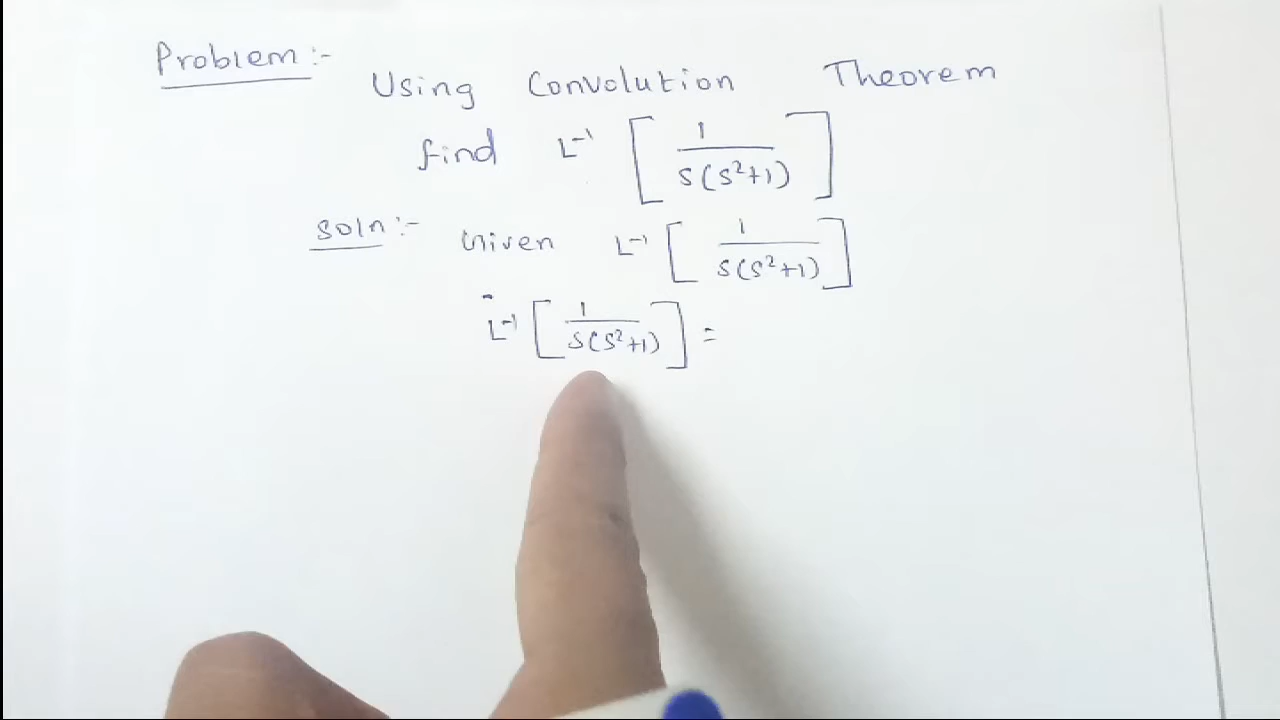 Problem :-
Using Convolution Theorem
find L⁻¹ [ 1 / s(s²+1) ]
Soln :- Given L⁻¹ [ 1 / s(s²+1) ]
L⁻¹ [ 1 / s(s²+1) ] =